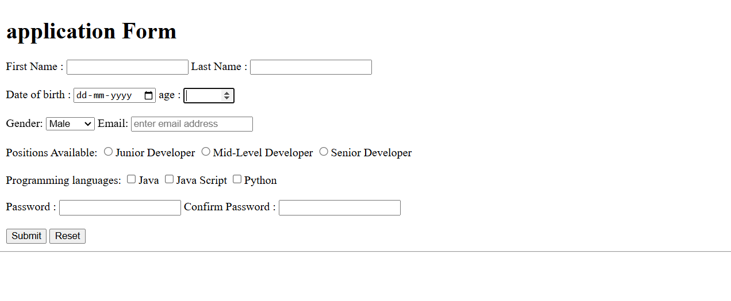 application Form
First Name : Last Name :
Date of birth : dd-mm-yyyy age :
Gender: Male Email: enter email address
Positions Available: Junior Developer Mid-Level Developer Senior Developer
Programming languages: Java Java Script Python
Password : Confirm Password :
Submit Reset